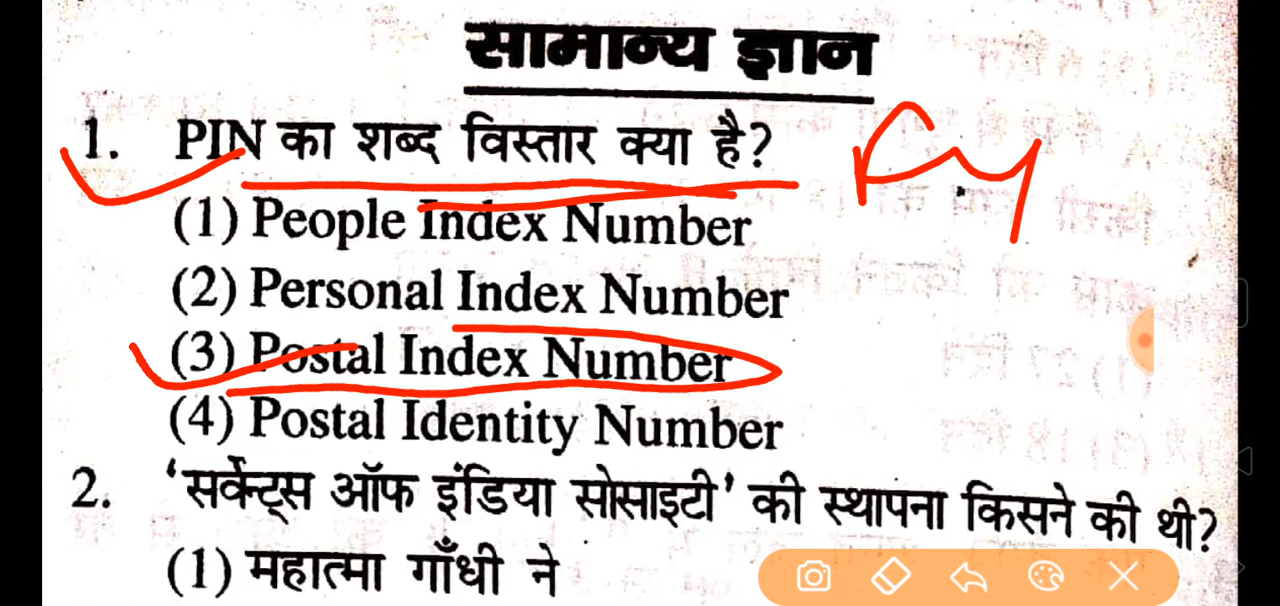 सामान्य ज्ञान
1. PIN का शब्द विस्तार क्या है?
(1) People Index Number
(2) Personal Index Number
(3) Postal Index Number
(4) Postal Identity Number
2. ‘सर्वेन्ट्स ऑफ इंडिया सोसाइटी’ की स्थापना किसने की थी?
(1) महात्मा गाँधी ने